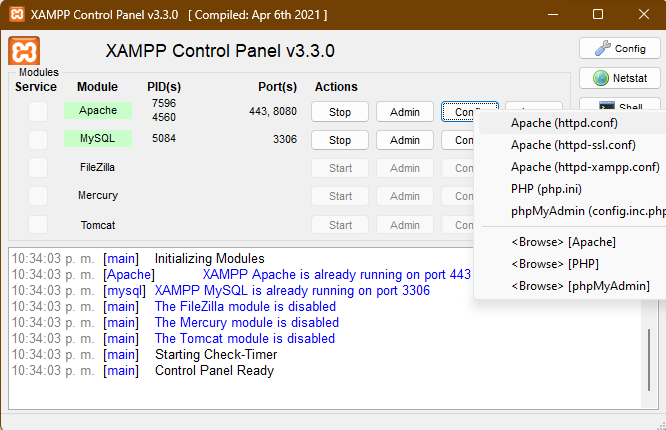 XAMPP Control Panel v3.3.0 [ Compiled: Apr 6th 2021 ]
XAMPP Control Panel v3.3.0
Config
Netstat
Shell
Modules
Service Module PID(s) Port(s) Actions
Apache 7596 4560 443, 8080 Stop Admin
MySQL 5084 3306 Stop Admin
FileZilla Start Admin
Mercury Start Admin
Tomcat Start Admin
Apache (httpd.conf)
Apache (httpd-ssl.conf)
Apache (httpd-xampp.conf)
PHP (php.ini)
phpMyAdmin (config.inc.php
<Browse> [Apache]
<Browse> [PHP]
<Browse> [phpMyAdmin]
10:34:03 p. m. [main] Initializing Modules
10:34:03 p. m. [Apache] XAMPP Apache is already running on port 443
10:34:03 p. m. [mysql] XAMPP MySQL is already running on port 3306
10:34:03 p. m. [main] The FileZilla module is disabled
10:34:03 p. m. [main] The Mercury module is disabled
10:34:03 p. m. [main] The Tomcat module is disabled
10:34:03 p. m. [main] Starting Check-Timer
10:34:03 p. m. [main] Control Panel Ready